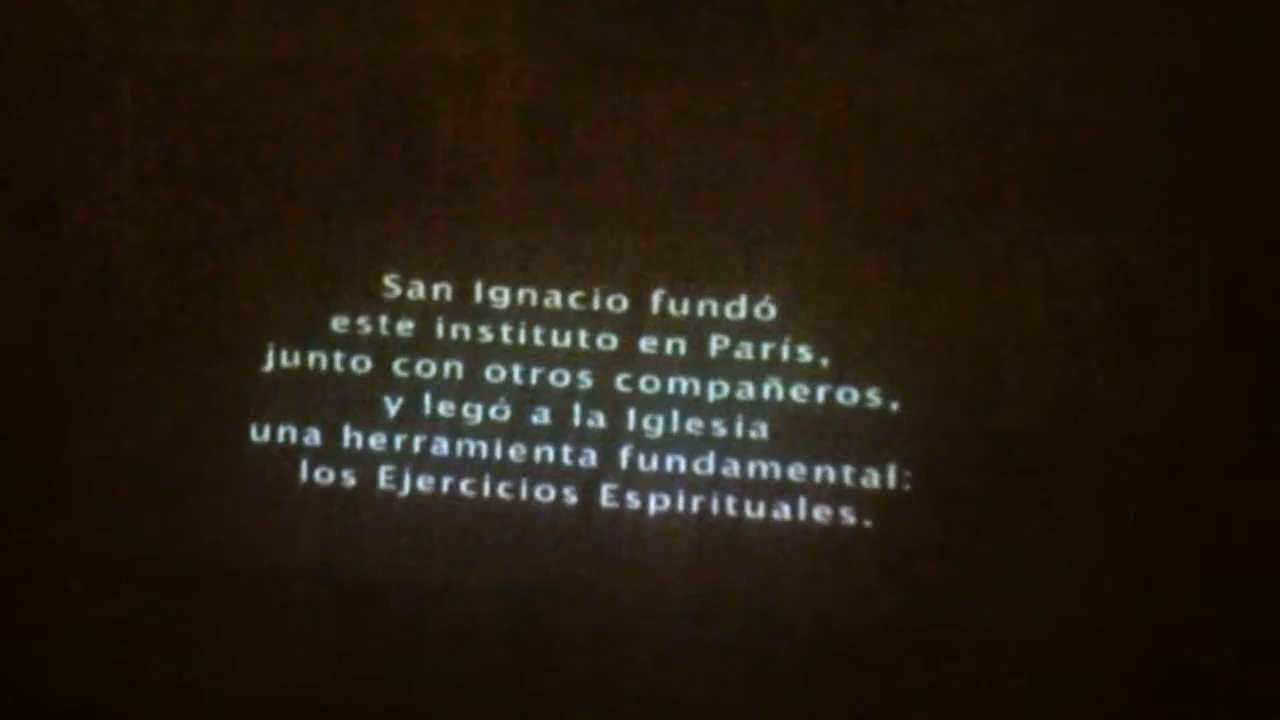 San Ignacio fundó
este instituto en París,
junto con otros compañeros,
y legó a la Iglesia
una herramienta fundamental:
los Ejercicios Espirituales.